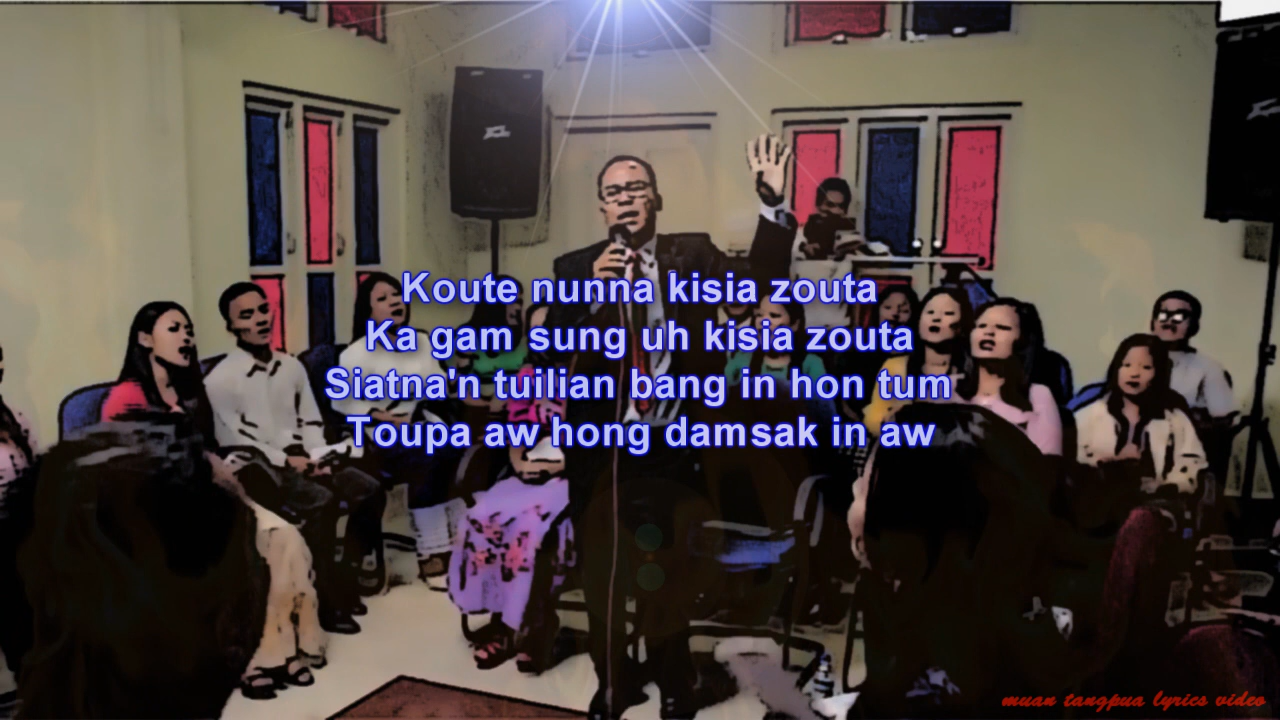 Koute nunna kisia zouta
Ka gam sung uh kisia zouta
Siatna'n tuilian bang in hon tum
Toupa aw hong damsak in aw
muan tangpua lyrics video